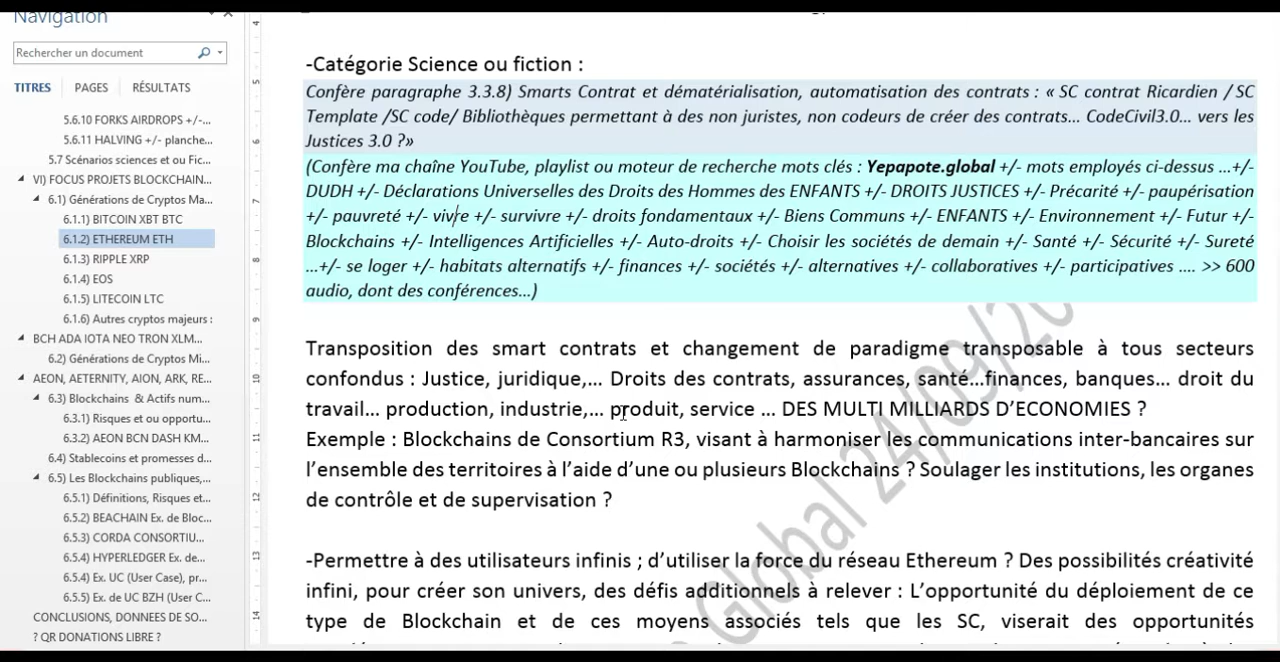 Navigation
Rechercher un document
TITRES PAGES RÉSULTATS
5.6.10 FORKS AIRDROPS +/-...
5.6.11 HALVING +/- planche...
5.7 Scénarios sciences et ou Fic...
VI) FOCUS PROJETS BLOCKCHAIN...
6.1) Générations de Cryptos Ma...
6.1.1) BITCOIN XBT BTC
6.1.2) ETHEREUM ETH
6.1.3) RIPPLE XRP
6.1.4) EOS
6.1.5) LITECOIN LTC
6.1.6) Autres cryptos majeurs :
BCH ADA IOTA NEO TRON XLM...
6.2) Générations de Cryptos Mi...
AEON, AETERNITY, AION, ARK, RE...
6.3) Blockchains & Actifs num...
6.3.1) Risques et ou opportu...
6.3.2) AEON BCN DASH KM...
6.4) Stablecoins et promesses d...
6.5) Les Blockchains publiques,...
6.5.1) Définitions, Risques et...
6.5.2) BEACHAIN Ex. de Bloc...
6.5.3) CORDA CONSORTIU...
6.5.4) HYPERLEDGER Ex. de...
6.5.4) Ex. UC (User Case), pr...
6.5.5) Ex. de UC BZH (User C...
CONCLUSIONS, DONNEES DE SO...
? QR DONATIONS LIBRE ?
-Catégorie Science ou fiction :
Confère paragraphe 3.3.8) Smarts Contrat et dématérialisation, automatisation des contrats : « SC contrat Ricardien / SC
Template /SC code/ Bibliothèques permettant à des non juristes, non codeurs de créer des contrats... CodeCivil3.0... vers les
Justices 3.0 ?»
(Confère ma chaîne YouTube, playlist ou moteur de recherche mots clés : Yepapote.global +/- mots employés ci-dessus ...+/-
DUDH +/- Déclarations Universelles des Droits des Hommes des ENFANTS +/- DROITS JUSTICES +/- Précarité +/- paupérisation
+/- pauvreté +/- vivre +/- survivre +/- droits fondamentaux +/- Biens Communs +/- ENFANTS +/- Environnement +/- Futur +/-
Blockchains +/- Intelligences Artificielles +/- Auto-droits +/- Choisir les sociétés de demain +/- Santé +/- Sécurité +/- Sureté
...+/- se loger +/- habitats alternatifs +/- finances +/- sociétés +/- alternatives +/- collaboratives +/- participatives .... >> 600
audio, dont des conférences...)
Transposition des smart contrats et changement de paradigme transposable à tous secteurs
confondus : Justice, juridique,... Droits des contrats, assurances, santé...finances, banques... droit du
travail... production, industrie,... produit, service ... DES MULTI MILLIARDS D'ECONOMIES ?
Exemple : Blockchains de Consortium R3, visant à harmoniser les communications inter-bancaires sur
l'ensemble des territoires à l'aide d'une ou plusieurs Blockchains ? Soulager les institutions, les organes
de contrôle et de supervisation ?
-Permettre à des utilisateurs infinis ; d'utiliser la force du réseau Ethereum ? Des possibilités créativité
infini, pour créer son univers, des défis additionnels à relever : L'opportunité du déploiement de ce
type de Blockchain et de ces moyens associés tels que les SC, viserait des opportunités
Global 24/09/20